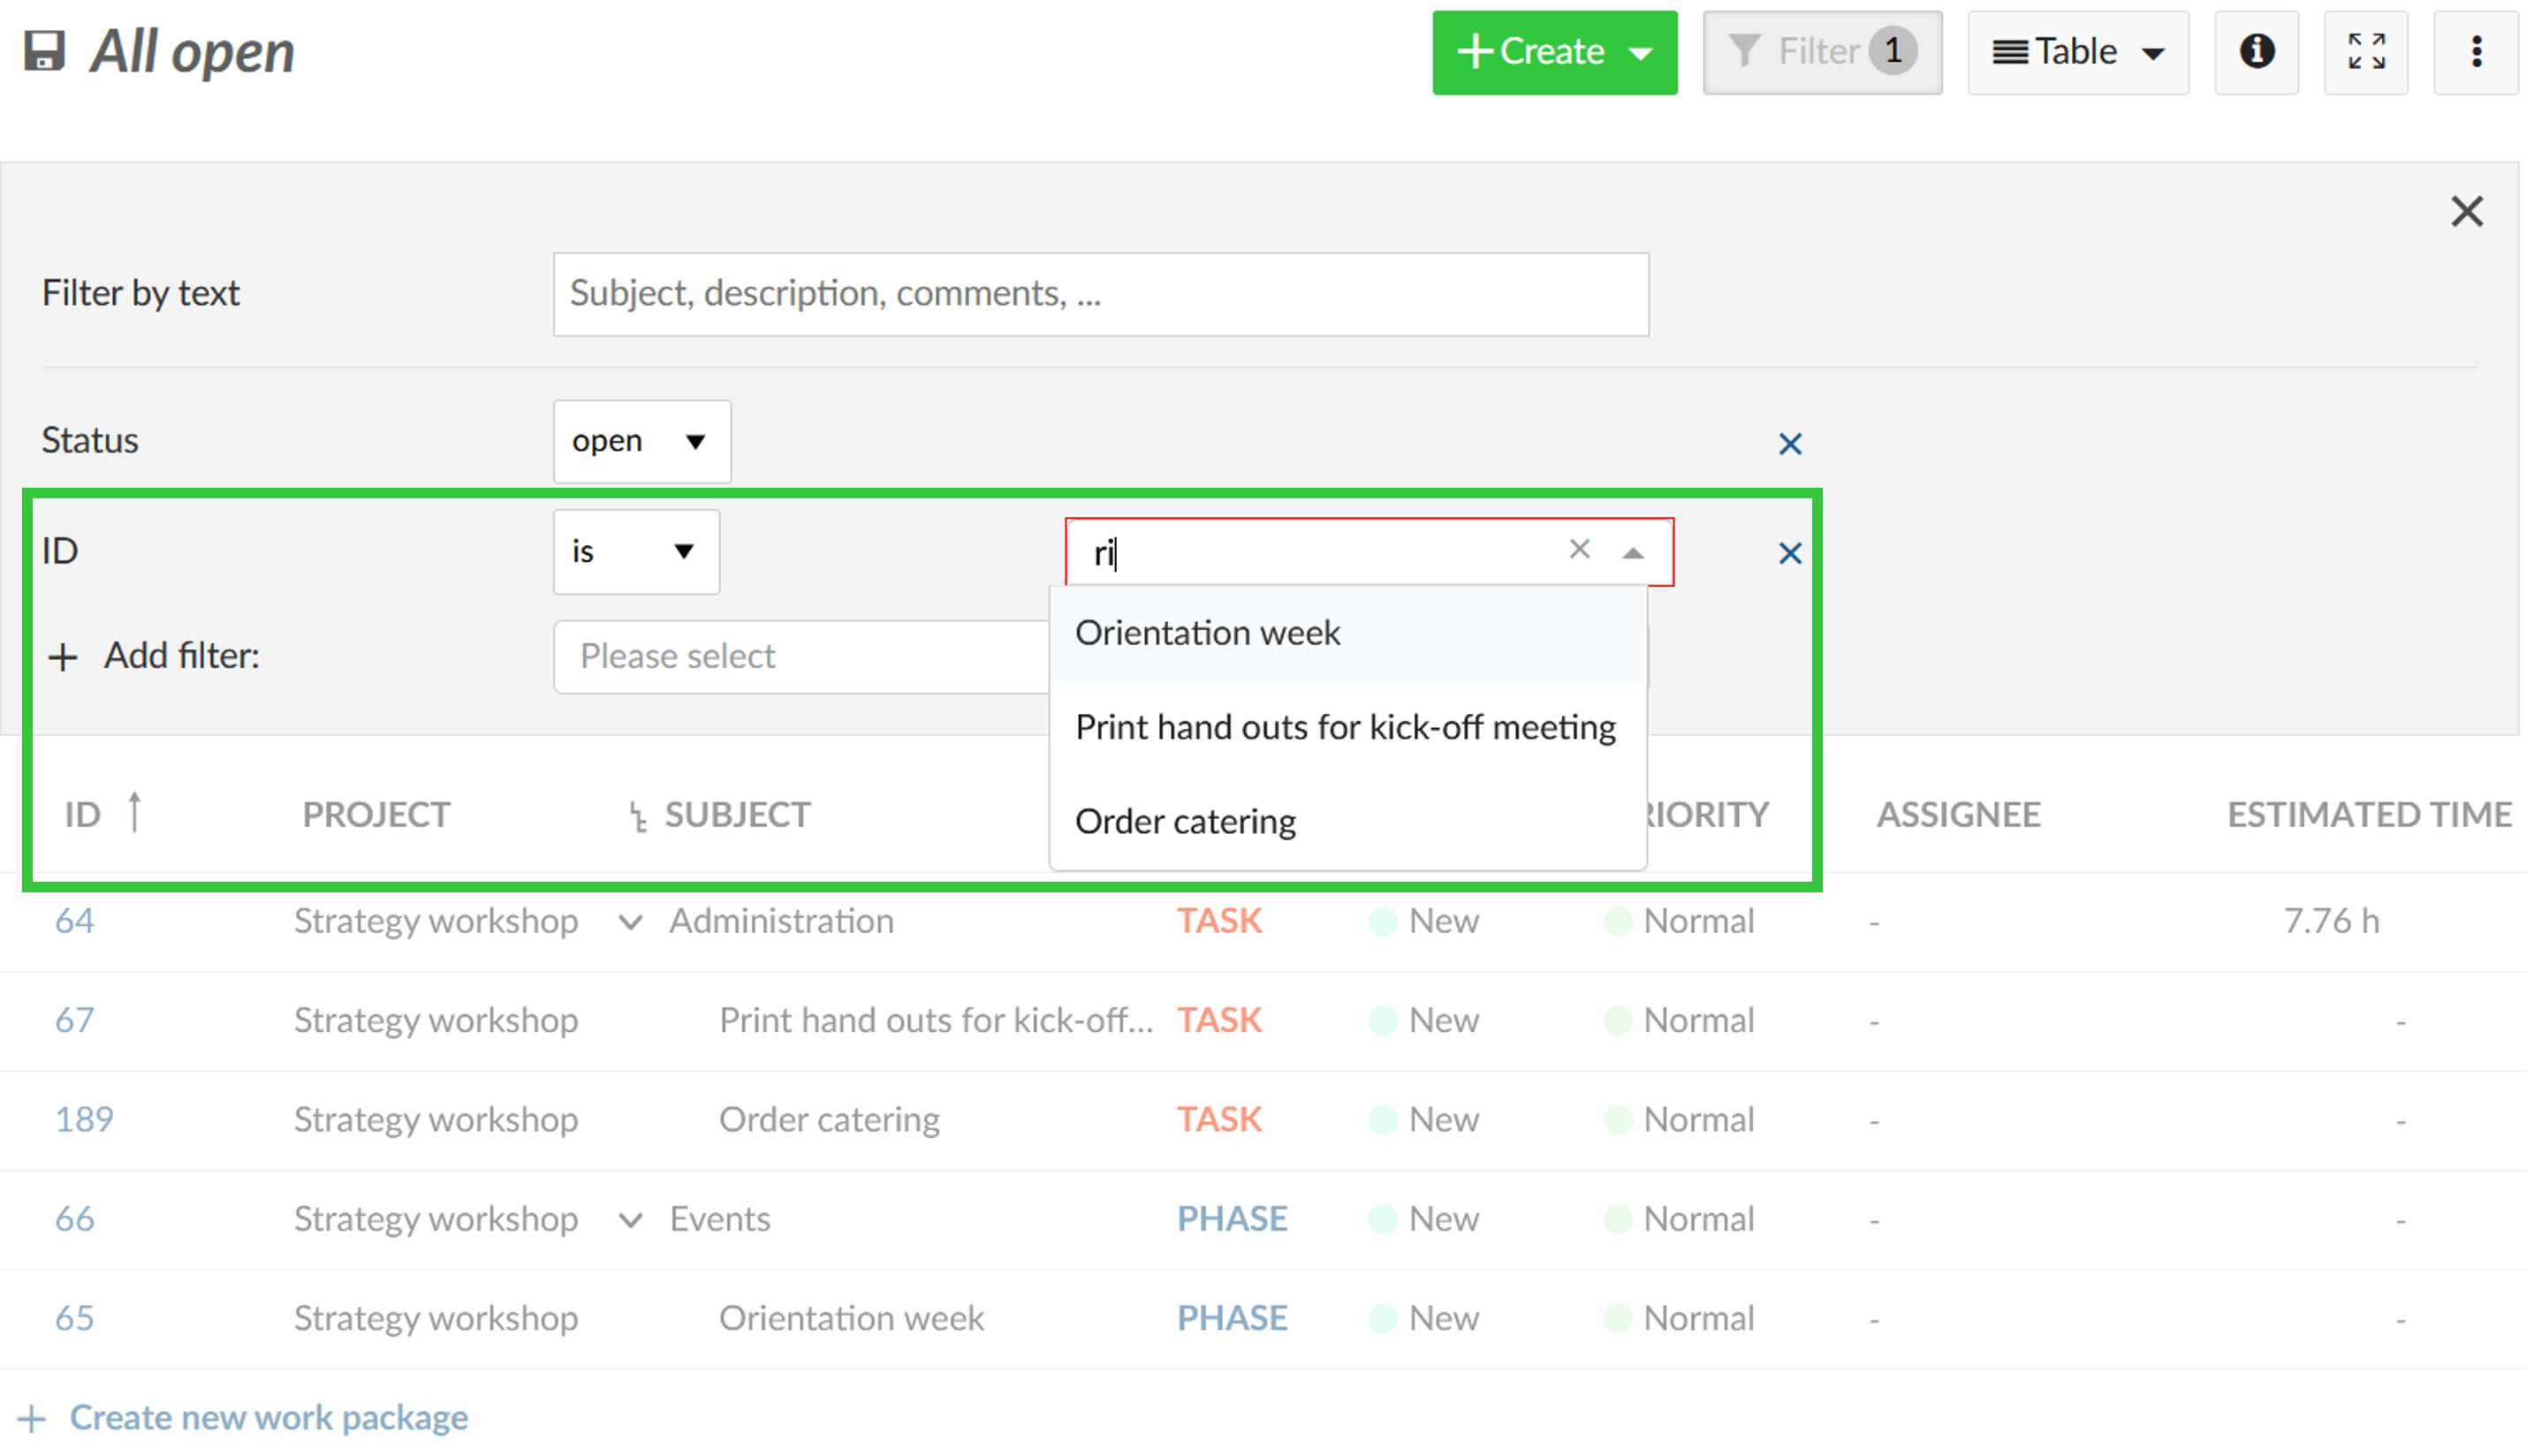 All open
+ Create
Filter 1
Table
Filter by text
Subject, description, comments, ...
Status
open
ID
is
ri
+ Add filter:
Please select
Orientation week
Print hand outs for kick-off meeting
Order catering
ID PROJECT SUBJECT RIORITY ASSIGNEE ESTIMATED TIME
64 Strategy workshop Administration TASK New Normal - 7.76 h
67 Strategy workshop Print hand outs for kick-off... TASK New Normal - -
189 Strategy workshop Order catering TASK New Normal - -
66 Strategy workshop Events PHASE New Normal - -
65 Strategy workshop Orientation week PHASE New Normal - -
+ Create new work package